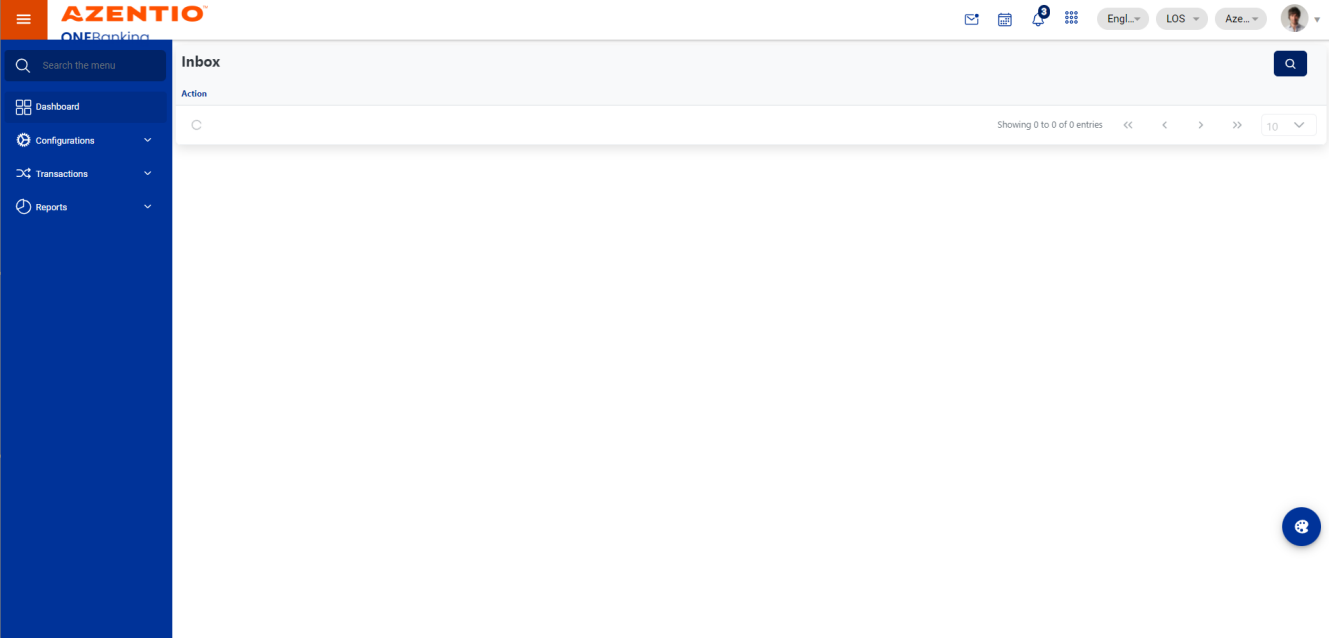 AZENTIO™
ONEBanking
3
Engl...
LOS
Aze...
Search the menu
Dashboard
Configurations
Transactions
Reports
Inbox
Action
Showing 0 to 0 of 0 entries
10